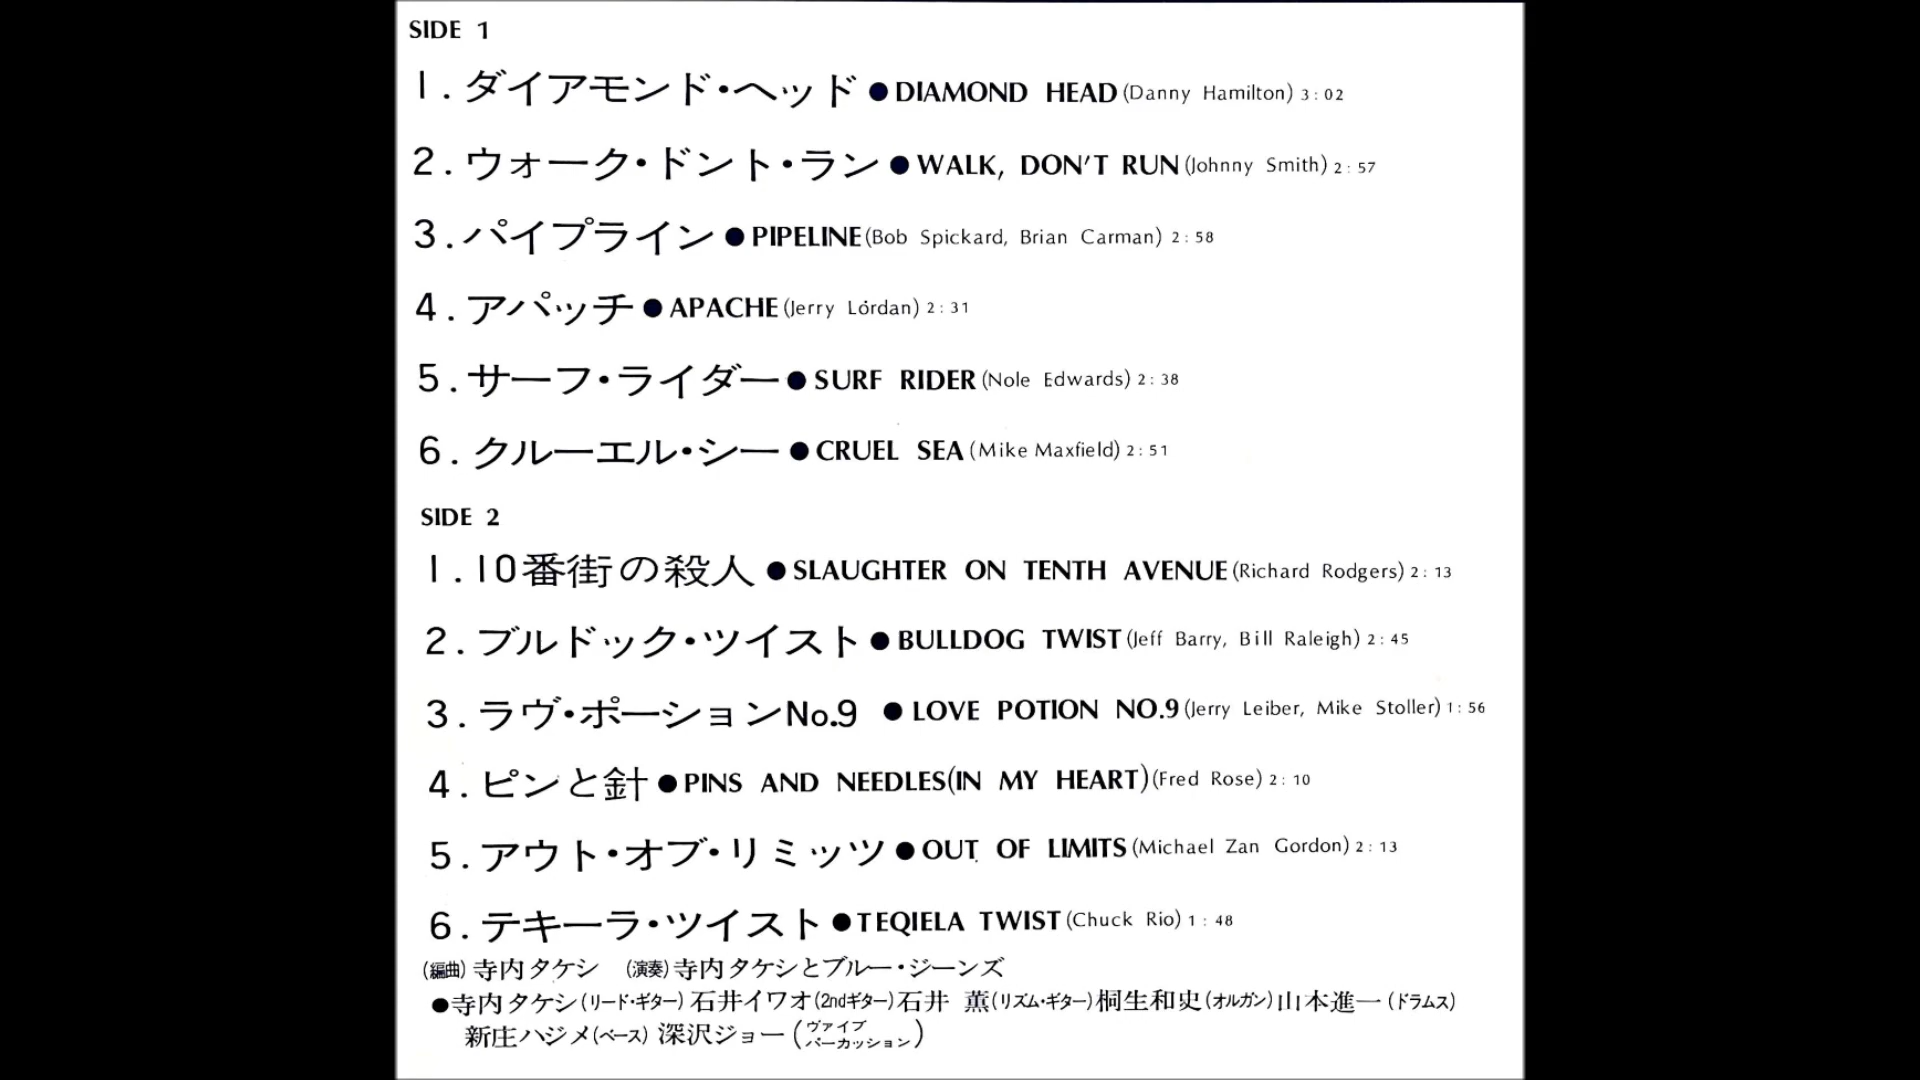 SIDE 1
1.ダイアモンド・ヘッド●DIAMOND HEAD(Danny Hamilton) 3:02
2.ウォーク・ドント・ラン●WALK, DON'T RUN(Johnny Smith) 2:57
3.パイプライン●PIPELINE(Bob Spickard, Brian Carman) 2:58
4.アパッチ●APACHE(Jerry Lordan) 2:31
5.サーフ・ライダー●SURF RIDER(Nole Edwards) 2:38
6.クルーエル・シー●CRUEL SEA(Mike Maxfield) 2:51
SIDE 2
1.10番街の殺人●SLAUGHTER ON TENTH AVENUE(Richard Rodgers) 2:13
2.ブルドック・ツイスト●BULLDOG TWIST(Jeff Barry, Bill Raleigh) 2:45
3.ラヴ・ポーションNo.9 ●LOVE POTION NO.9(Jerry Leiber, Mike Stoller) 1:56
4.ピンと針●PINS AND NEEDLES(IN MY HEART)(Fred Rose) 2:10
5.アウト・オブ・リミッツ●OUT OF LIMITS(Michael Zan Gordon) 2:13
6.テキーラ・ツイスト●TEQIELA TWIST(Chuck Rio) 1:48
(編曲)寺内タケシ (演奏)寺内タケシとブルー・ジーンズ
●寺内タケシ(リード・ギター)石井イワオ(2ndギター)石井 薫(リズム・ギター)桐生和史(オルガン)山本進一(ドラムス)
新庄ハジメ(ベース)深沢ジョー(ヴァイブ パーカッション)